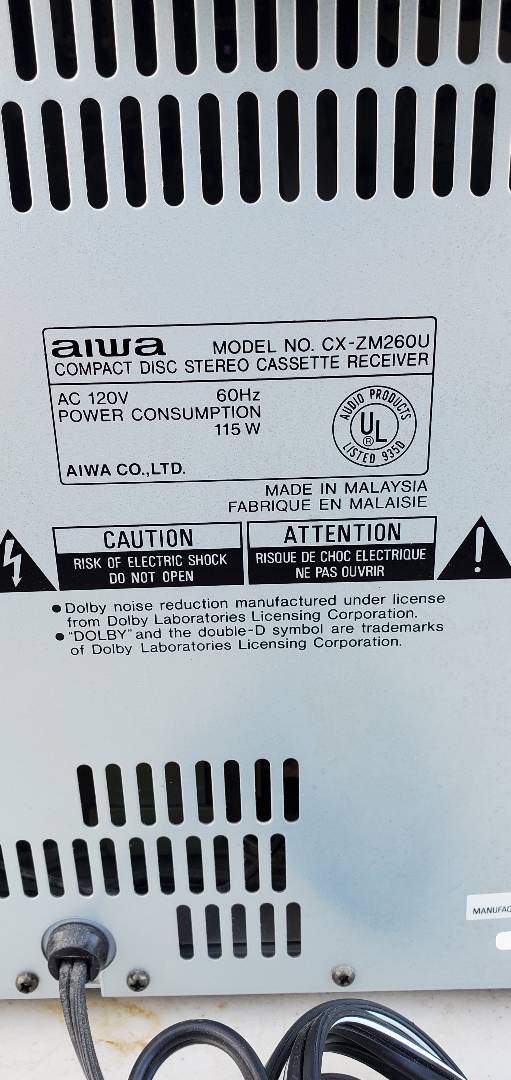 aiwa MODEL NO. CX-ZM260U
COMPACT DISC STEREO CASSETTE RECEIVER
AC 120V 60Hz
POWER CONSUMPTION
115 W
AUDIO PRODUCTS
UL
®
LISTED 935D
AIWA CO.,LTD.
MADE IN MALAYSIA
FABRIQUE EN MALAISIE
CAUTION
RISK OF ELECTRIC SHOCK
DO NOT OPEN
ATTENTION
RISQUE DE CHOC ELECTRIQUE
NE PAS OUVRIR
!
• Dolby noise reduction manufactured under license
from Dolby Laboratories Licensing Corporation.
• "DOLBY" and the double-D symbol are trademarks
of Dolby Laboratories Licensing Corporation.
MANUFAC